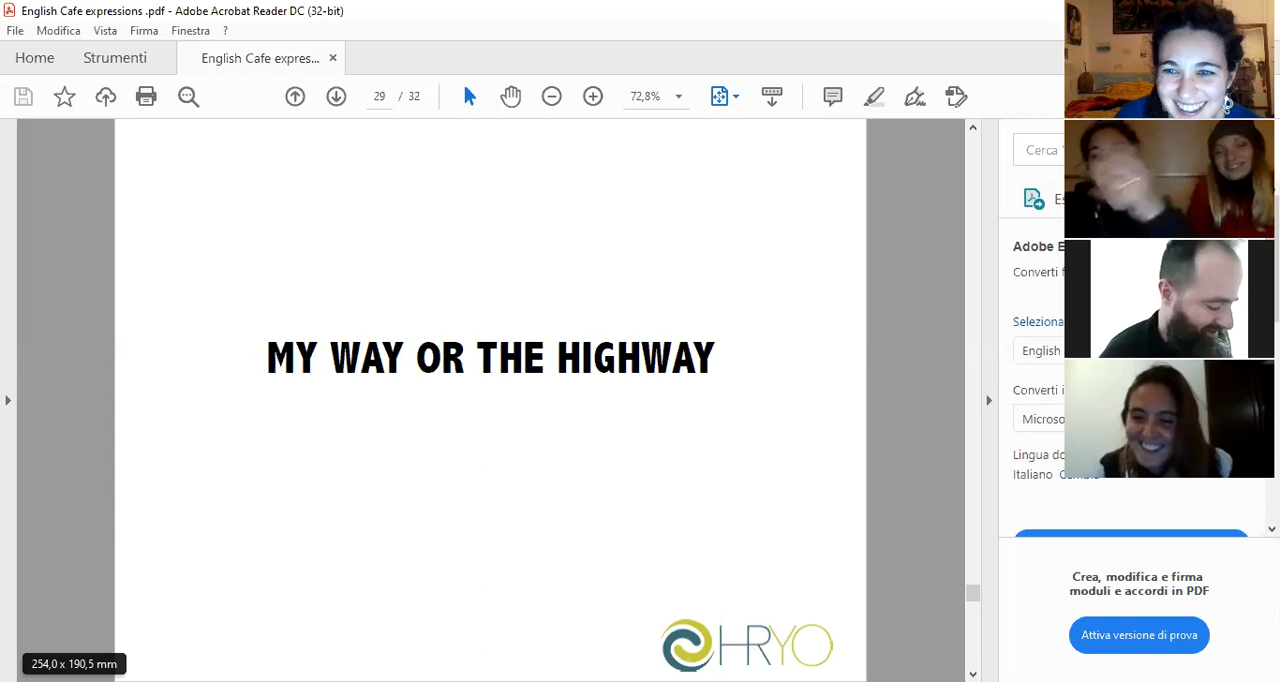 English Cafe expressions .pdf - Adobe Acrobat Reader DC (32-bit)
File Modifica Vista Firma Finestra ?
Home Strumenti English Cafe expres... ×
29 / 32 72,8%
Cerca
MY WAY OR THE HIGHWAY
Es
Adobe E
Converti f
Seleziona
English
Converti i
Microso
Lingua do
Italiano
Crea, modifica e firma
moduli e accordi in PDF
Attiva versione di prova
HRYO
254,0 x 190,5 mm